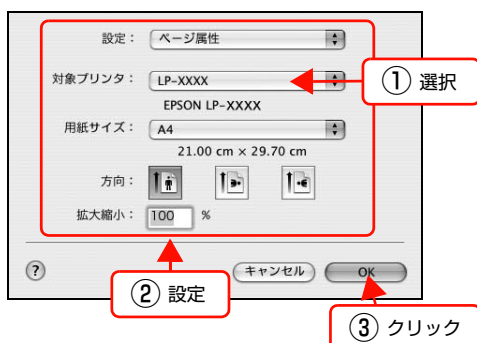 設定： ページ属性
対象プリンタ： LP-XXXX
① 選択
EPSON LP-XXXX
用紙サイズ： A4
21.00 cm × 29.70 cm
方向：
拡大縮小： 100 %
?
キャンセル OK
② 設定
③ クリック